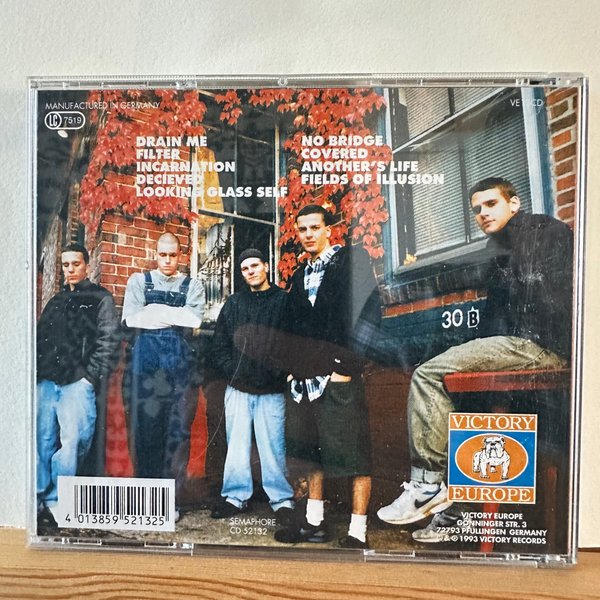 MANUFACTURED IN GERMANY
LC 7519
DRAIN ME
FILTER
INCARNATION
DECIEVED
LOOKING GLASS SELF
NO BRIDGE
COVERED
ANOTHER'S LIFE
FIELDS OF ILLUSION
30 B
VICTORY
EUROPE
4 013859 521325
SEMAPHORE
CD 52132
VICTORY EUROPE
GÖNNINGER STR. 3
72793 PFULLINGEN GERMANY
℗ & © 1993 VICTORY RECORDS